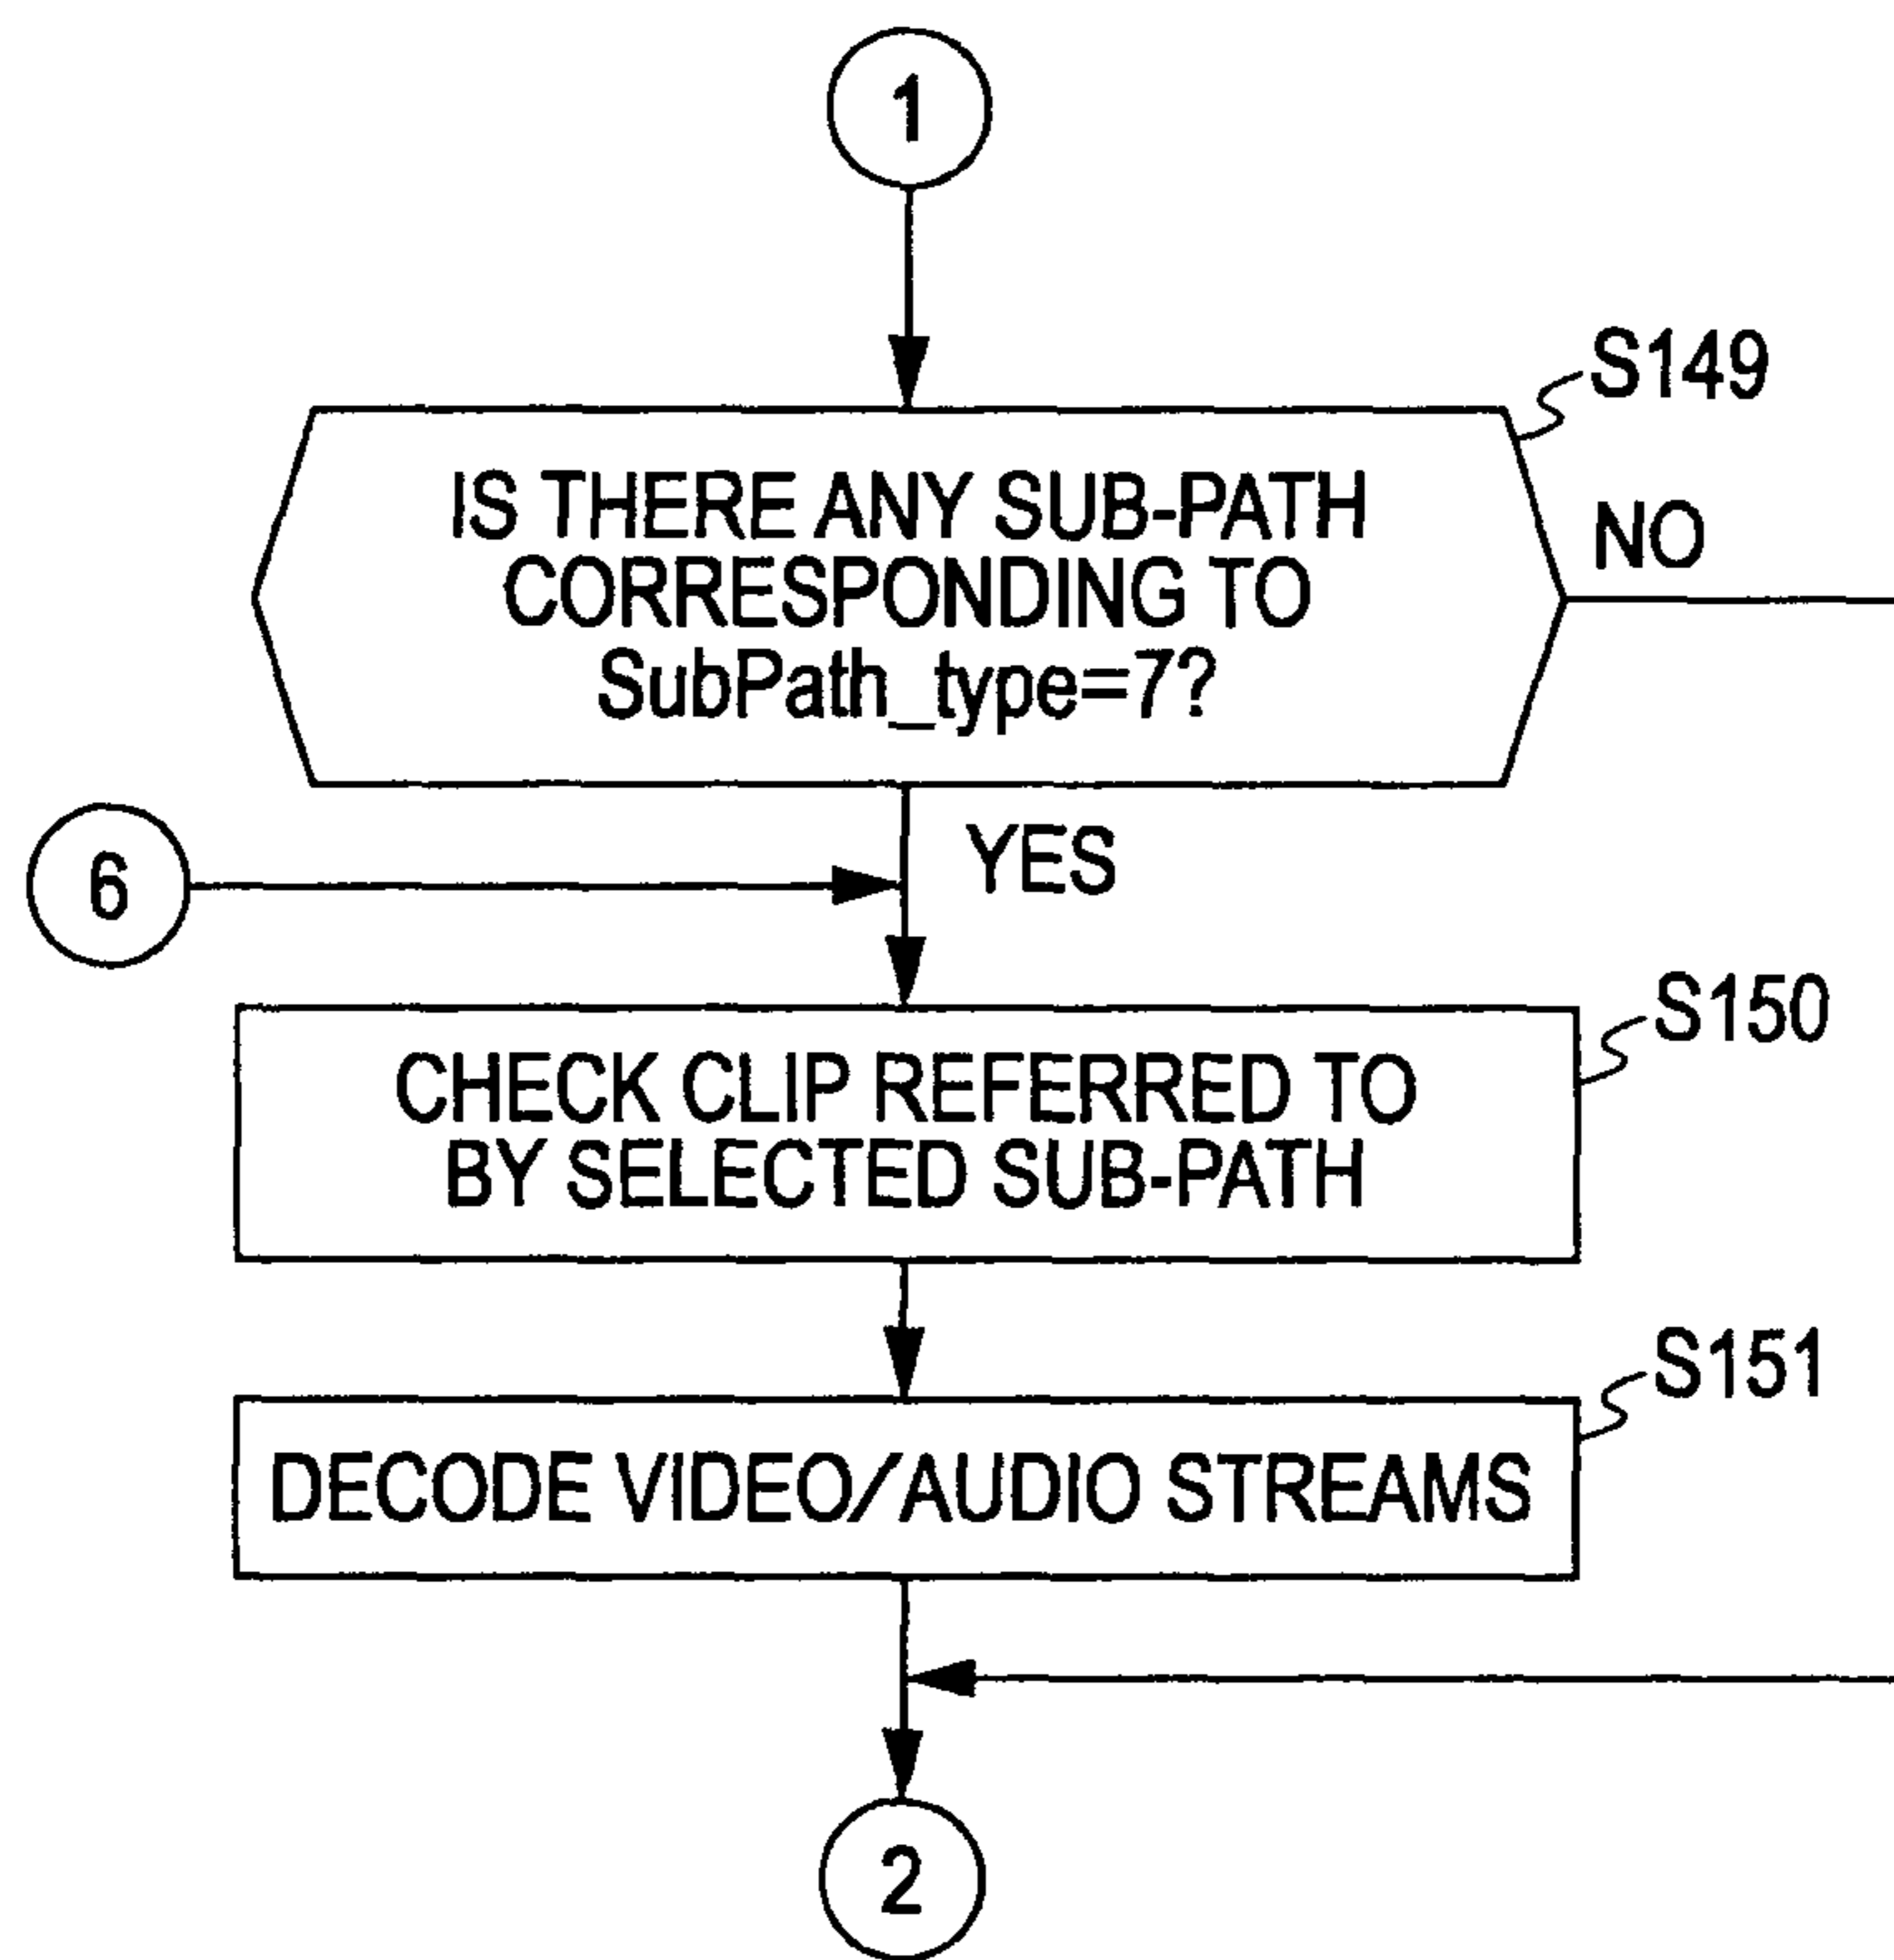 1
S149
IS THERE ANY SUB-PATH
CORRESPONDING TO
SubPath_type=7?
NO
YES
6
S150
CHECK CLIP REFERRED TO
BY SELECTED SUB-PATH
S151
DECODE VIDEO/AUDIO STREAMS
2